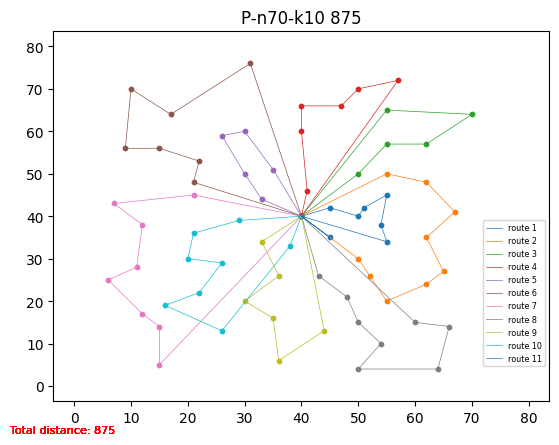 P-n70-k10 875
80
70
60
50
40
30
20
10
0
0 10 20 30 40 50 60 70 80
route 1
route 2
route 3
route 4
route 5
route 6
route 7
route 8
route 9
route 10
route 11
Total distance: 875